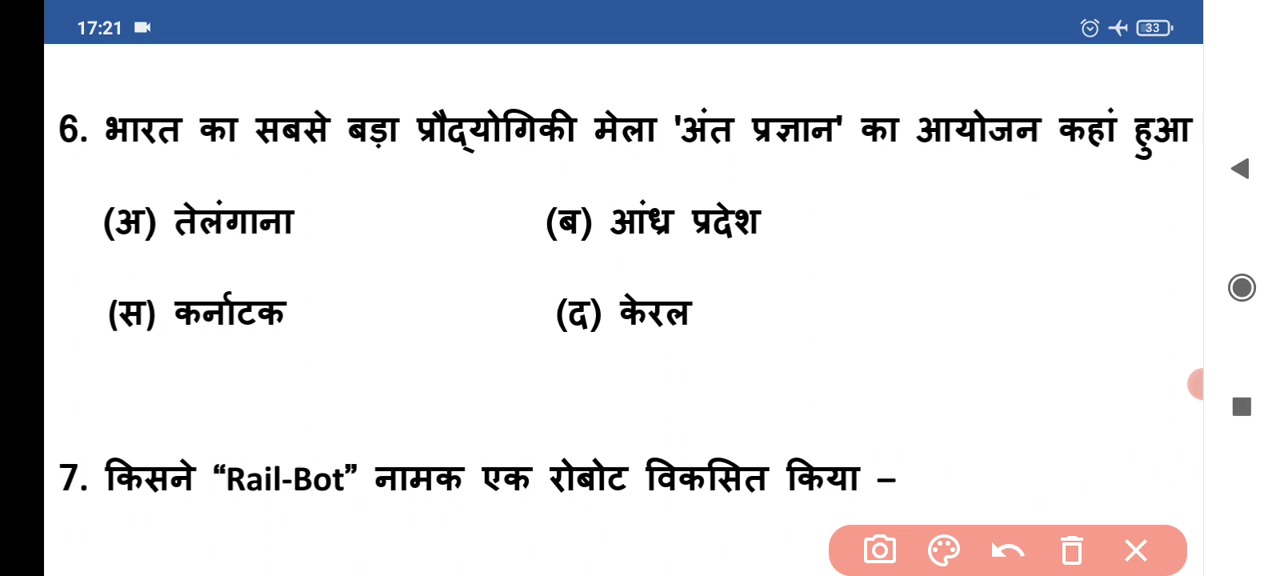 17:21
33
6. भारत का सबसे बड़ा प्रौद्योगिकी मेला 'अंत प्रज्ञान' का आयोजन कहां हुआ
(अ) तेलंगाना (ब) आंध्र प्रदेश
(स) कर्नाटक (द) केरल
7. किसने “Rail-Bot” नामक एक रोबोट विकसित किया –